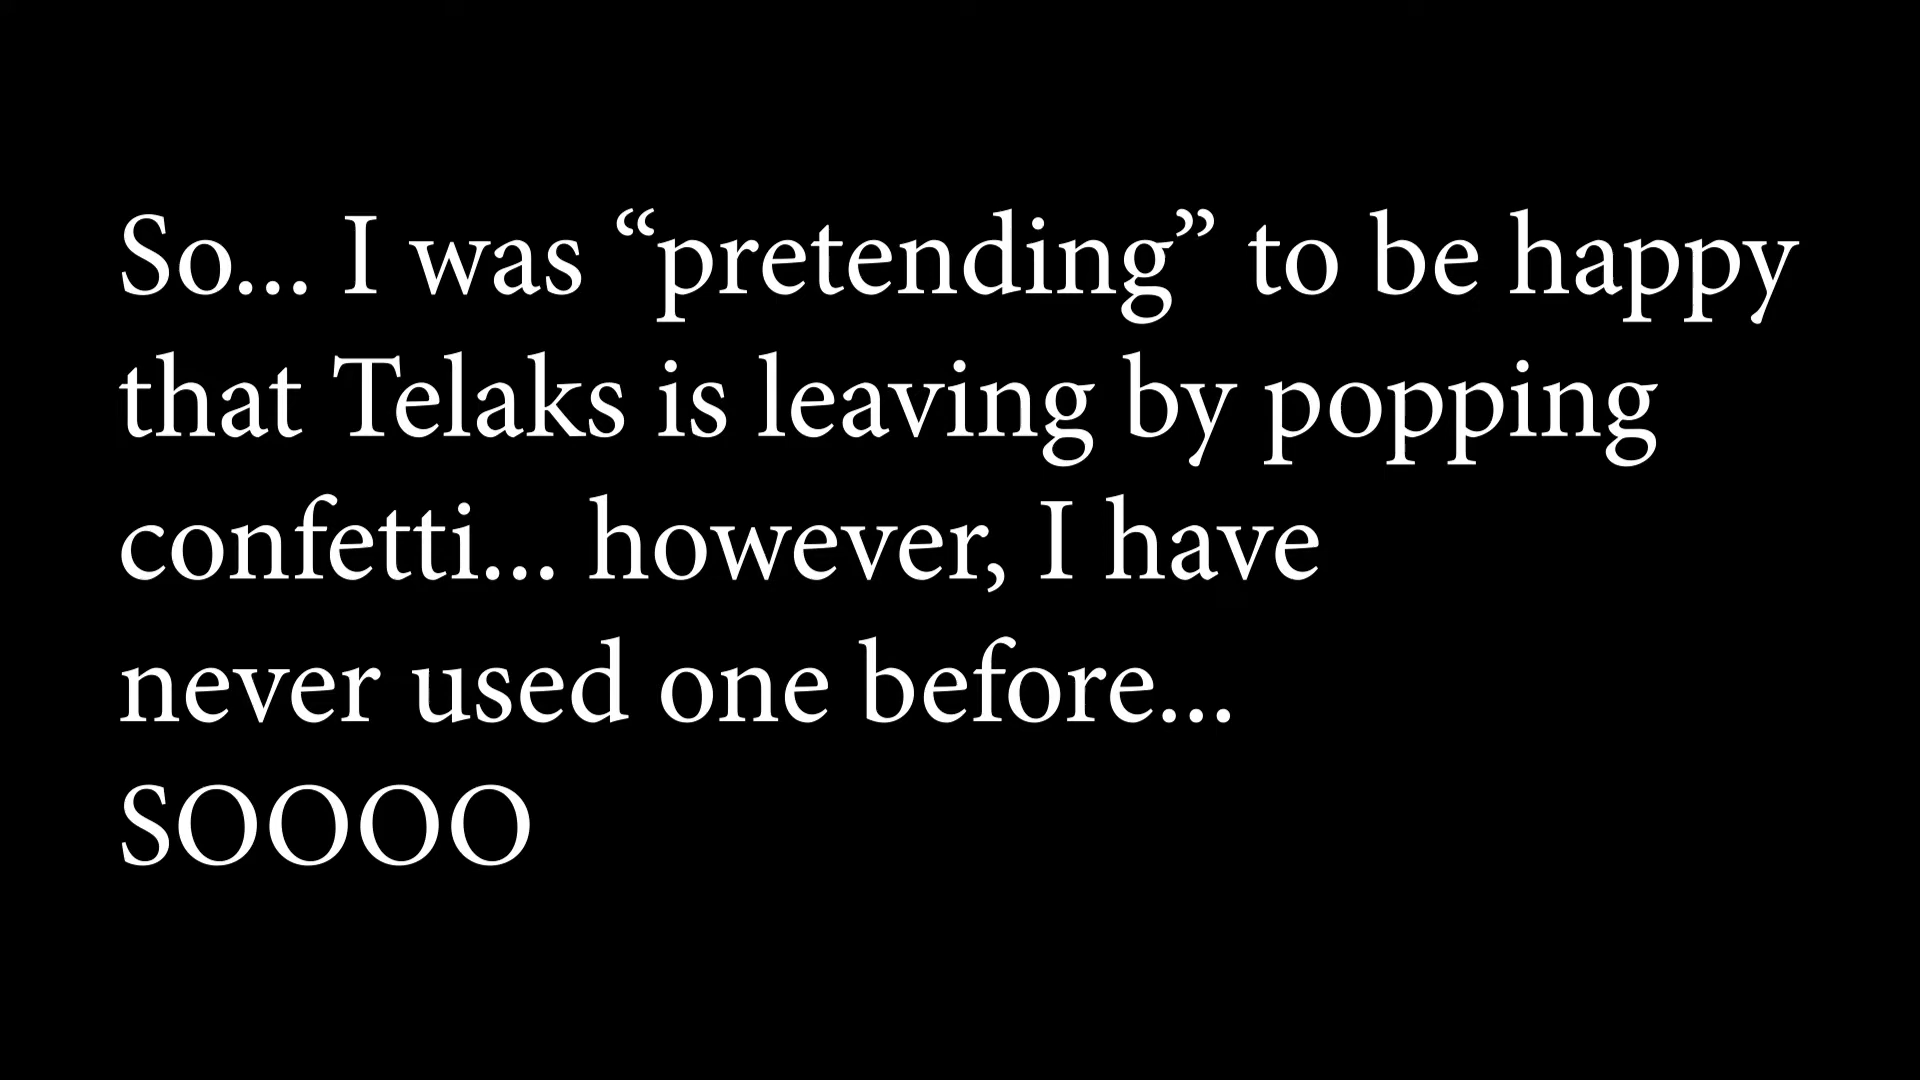 So... I was “pretending” to be happy
that Telaks is leaving by popping
confetti... however, I have
never used one before...
SOOOO